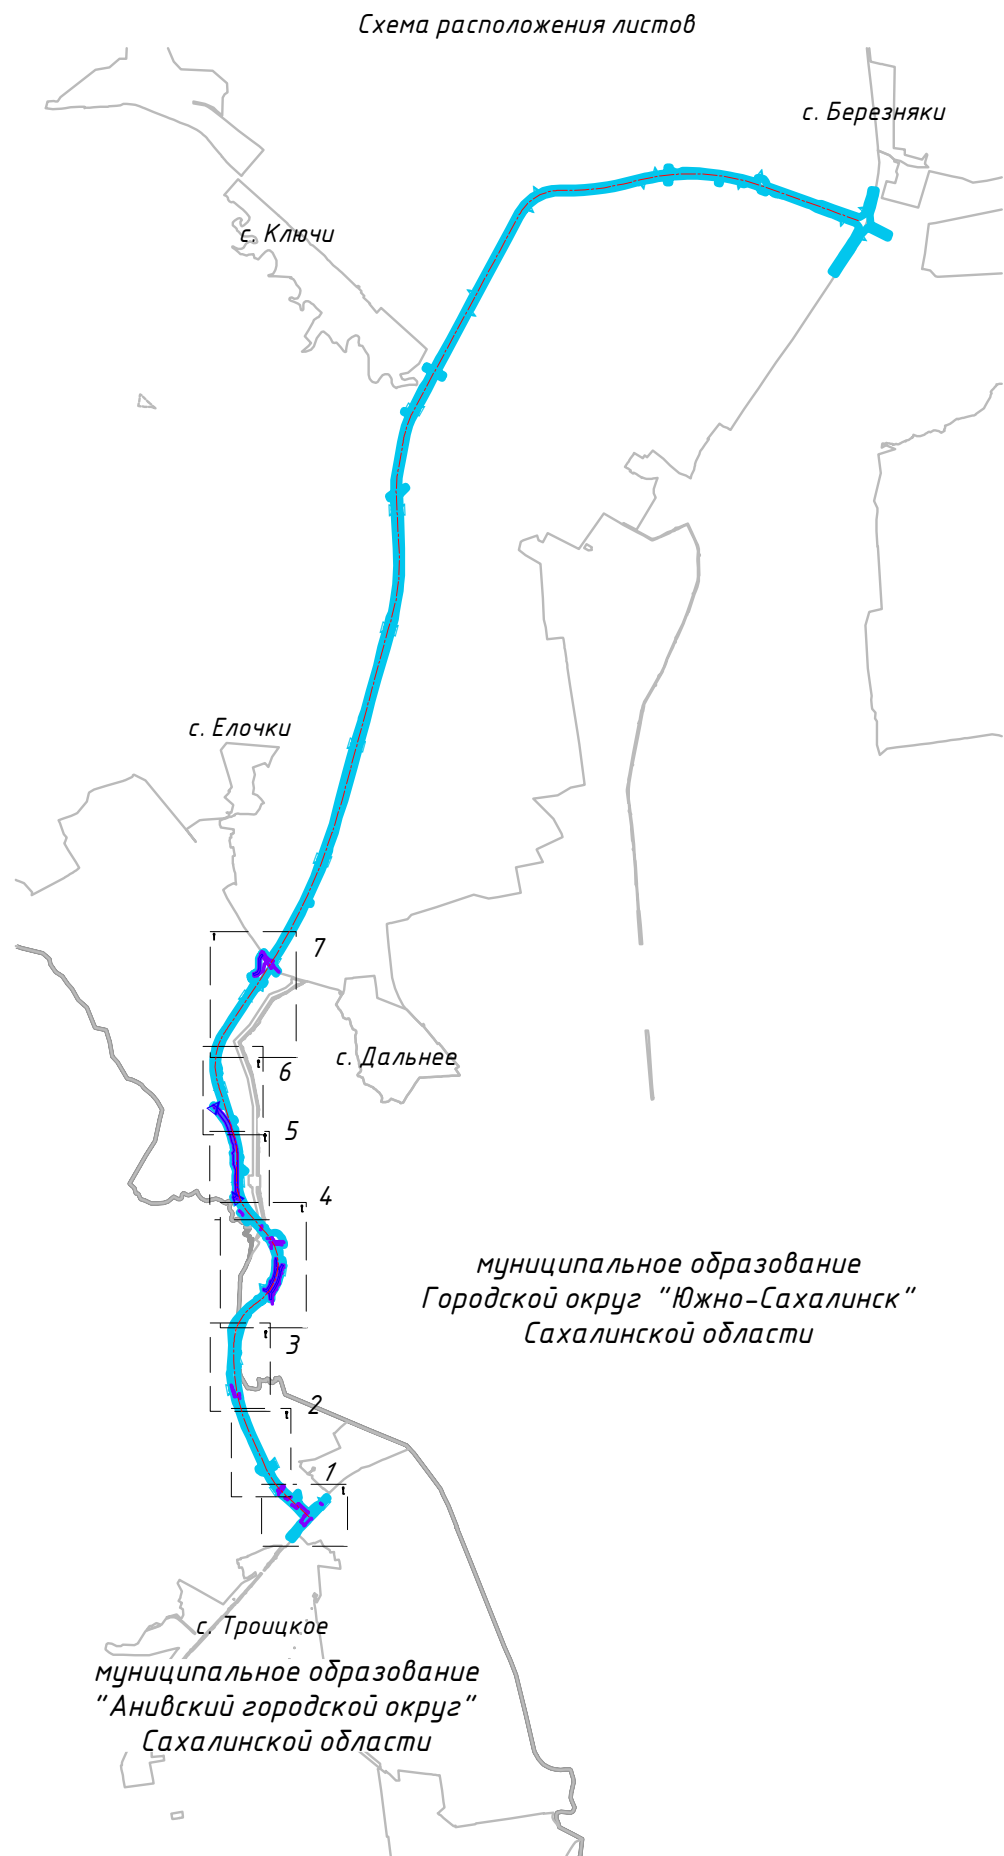 Схема расположения листов
с. Березняки
с. Ключи
с. Елочки
7
с. Дальнее
6
5
4
муниципальное образование
Городской округ "Южно-Сахалинск"
Сахалинской области
3
2
1
с. Троицкое
муниципальное образование
"Анивский городской округ"
Сахалинской области